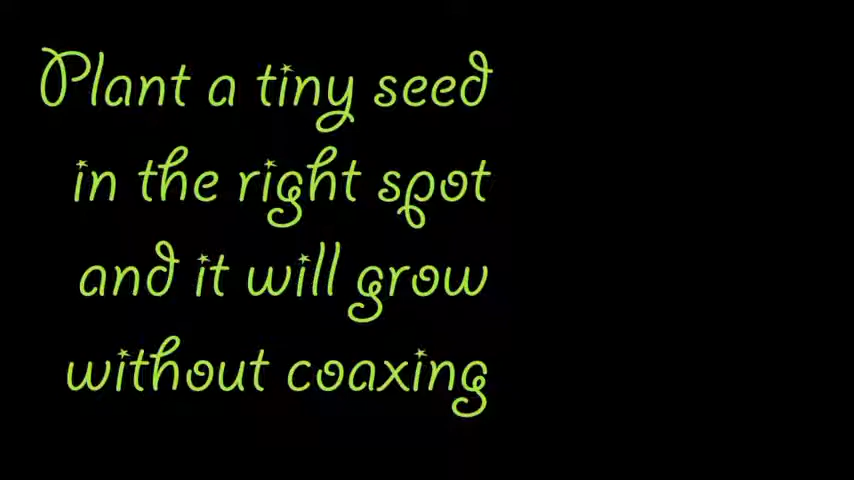 Plant a tiny seed
in the right spot
and it will grow
without coaxing